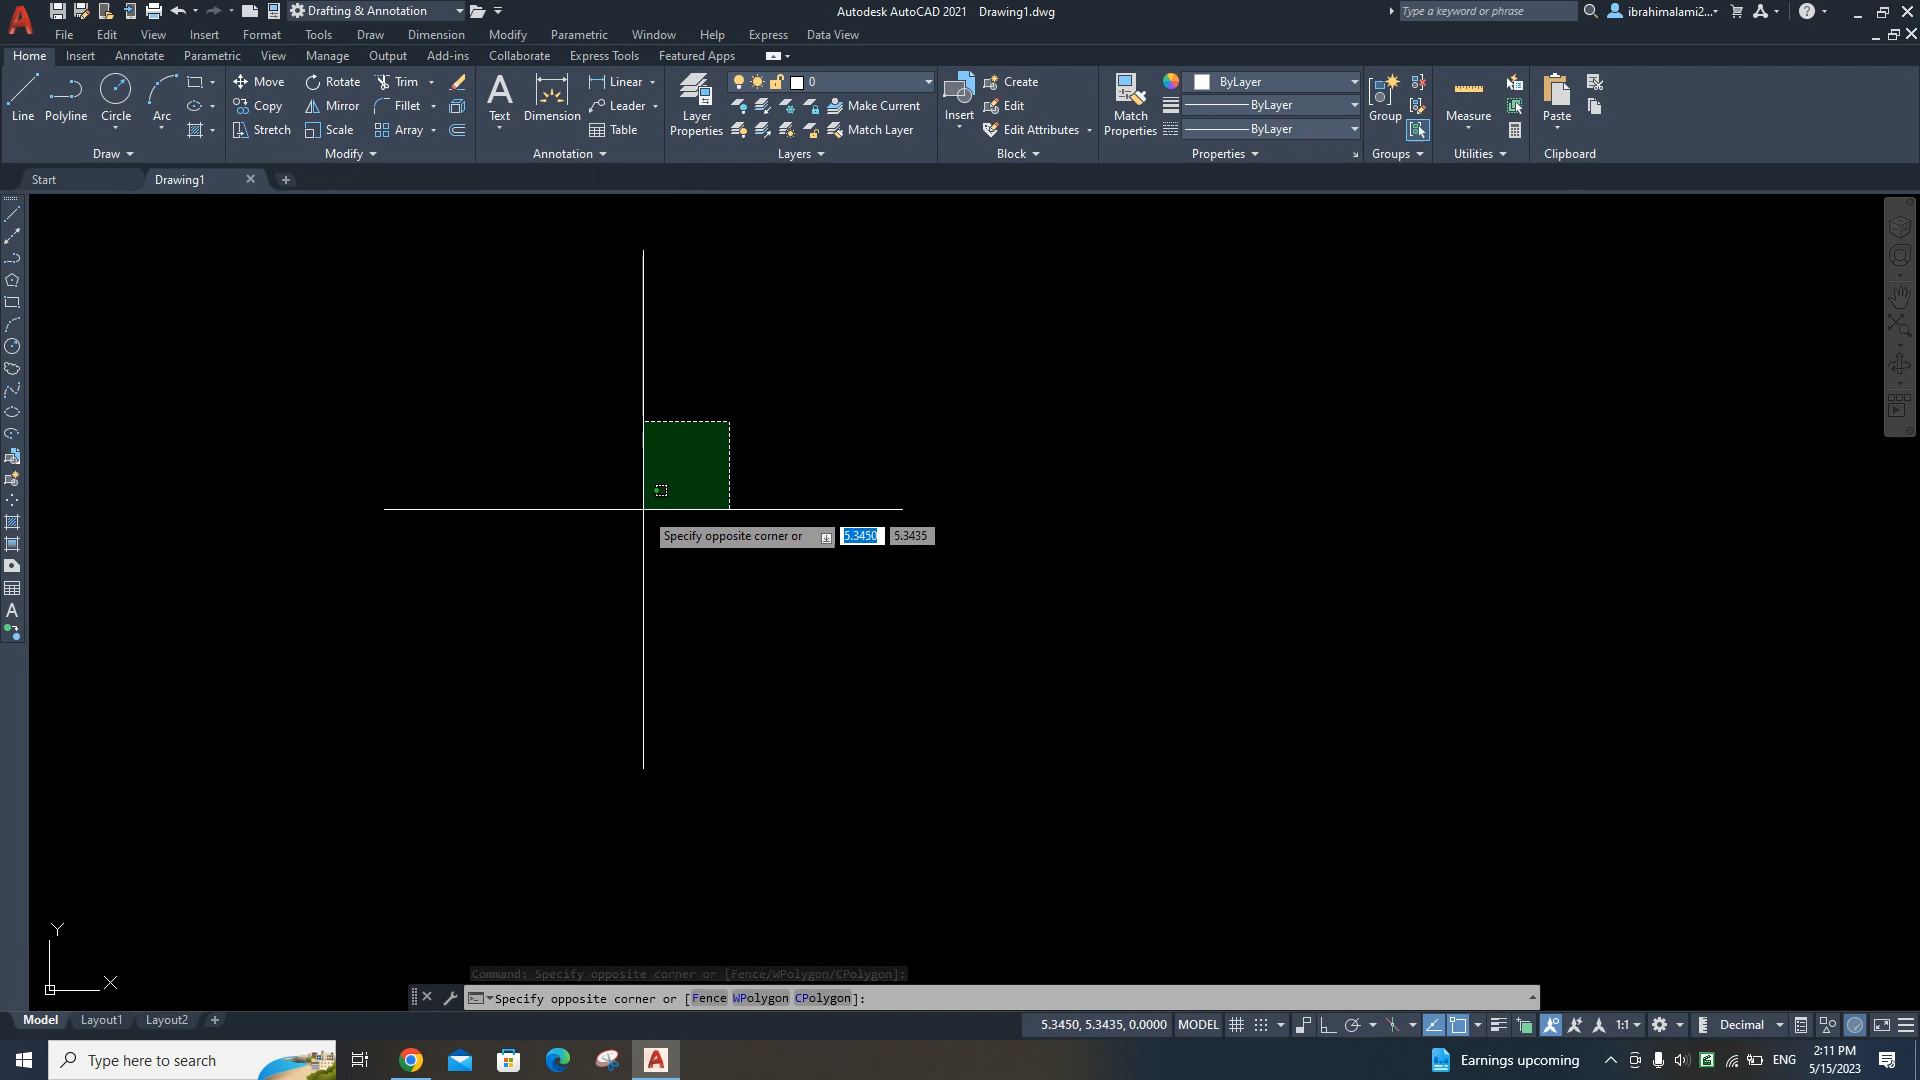 Drafting & Annotation
Autodesk AutoCAD 2021 Drawing1.dwg
Type a keyword or phrase
ibrahimalami2...
File Edit View Insert Format Tools Draw Dimension Modify Parametric Window Help Express Data View
Home Insert Annotate Parametric View Manage Output Add-ins Collaborate Express Tools Featured Apps
Line Polyline Circle Arc
Move Rotate Trim
Copy Mirror Fillet
Stretch Scale Array
Text Dimension
Linear
Leader
Table
Layer Properties
0
Make Current
Match Layer
Insert
Create
Edit
Edit Attributes
Match Properties
ByLayer
ByLayer
ByLayer
Group
Measure
Paste
Draw Modify Annotation Layers Block Properties Groups Utilities Clipboard
Start Drawing1
Specify opposite corner or 5.3450 5.3435
Y
X
Command: Specify opposite corner or [Fence/WPolygon/CPolygon]:
Specify opposite corner or [Fence WPolygon CPolygon]:
Model Layout1 Layout2
5.3450, 5.3435, 0.0000 MODEL 1:1 Decimal
Type here to search
Earnings upcoming
ENG
2:11 PM
5/15/2023